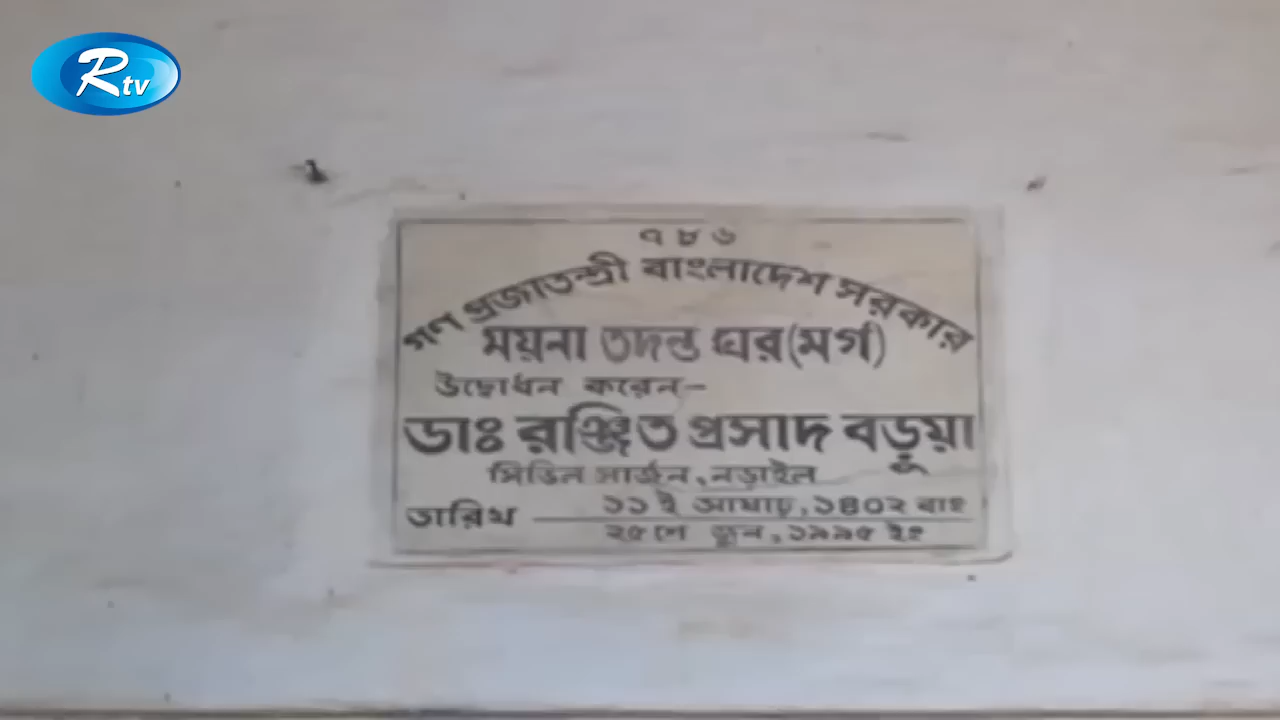 Rtv
৭৮৬
গণ প্রজাতন্ত্রী বাংলাদেশ সরকার
ময়না তদন্ত ঘর(মর্গ)
উদ্বোধন করেন-
ডাঃ রঞ্জিত প্রসাদ বড়ুয়া
সিভিল সার্জন, নড়াইল
তারিখ
১১ ই আষাঢ়, ১৪০২ বাং
২৫ শে জুন, ১৯৯৫ ইং